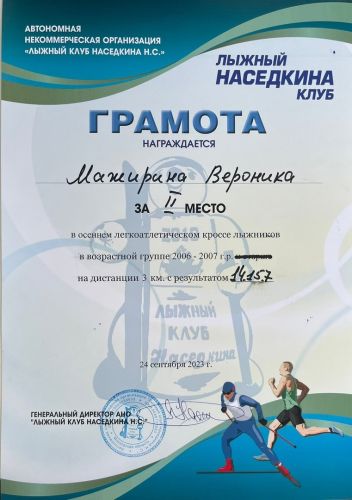 АВТОНОМНАЯ
НЕКОММЕРЧЕСКАЯ ОРГАНИЗАЦИЯ
«ЛЫЖНЫЙ КЛУБ НАСЕДКИНА Н.С.»
ЛЫЖНЫЙ
НАСЕДКИНА
КЛУБ
ГРАМОТА
НАГРАЖДАЕТСЯ
Мажирина Вероника
ЗА II МЕСТО
в осеннем легкоатлетическом кроссе лыжников
в возрастной группе 2006 - 2007 г.р.
на дистанции 3 км. с результатом 14.157
ЛЫЖНЫЙ
КЛУБ
Наседкина
24 сентября 2023 г.
ГЕНЕРАЛЬНЫЙ ДИРЕКТОР АНО
"ЛЫЖНЫЙ КЛУБ НАСЕДКИНА Н.С."